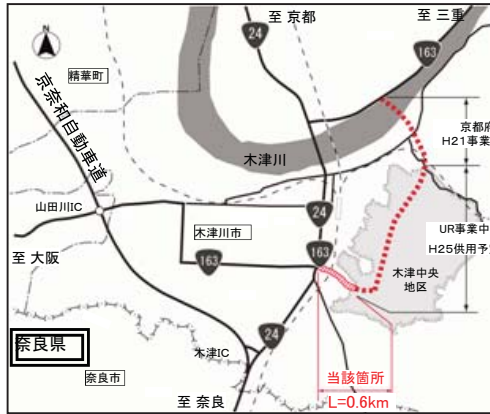 至 京都
至 三重
24
163
精華町
京奈和自動車道
京都府
H21事業
木津川
山田川IC
24
木津川市
UR事業中
H25供用予
163
163
至 大阪
木津中央
地区
24
奈良県
木津IC
奈良市
当該箇所
至 奈良
L=0.6km